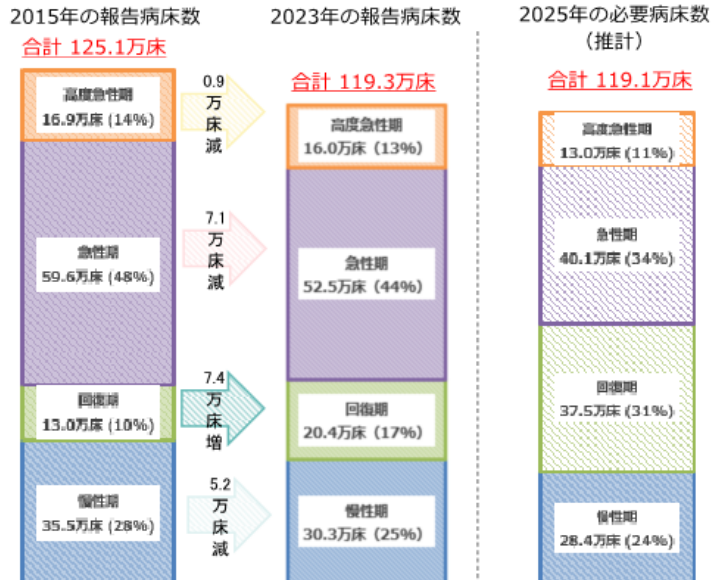 2015年の報告病床数
合計 125.1万床
高度急性期
16.9万床 (14%)
急性期
59.6万床 (48%)
回復期
13.0万床 (10%)
慢性期
35.5万床 (28%)
0.9
万
床
減
7.1
万
床
減
7.4
万
床
増
5.2
万
床
減
2023年の報告病床数
合計 119.3万床
高度急性期
16.0万床（13%）
急性期
52.5万床（44%）
回復期
20.4万床（17%）
慢性期
30.3万床（25%）
2025年の必要病床数
（推計）
合計 119.1万床
高度急性期
13.0万床 (11%)
急性期
40.1万床 (34%)
回復期
37.5万床 (31%)
慢性期
28.4万床 (24%)